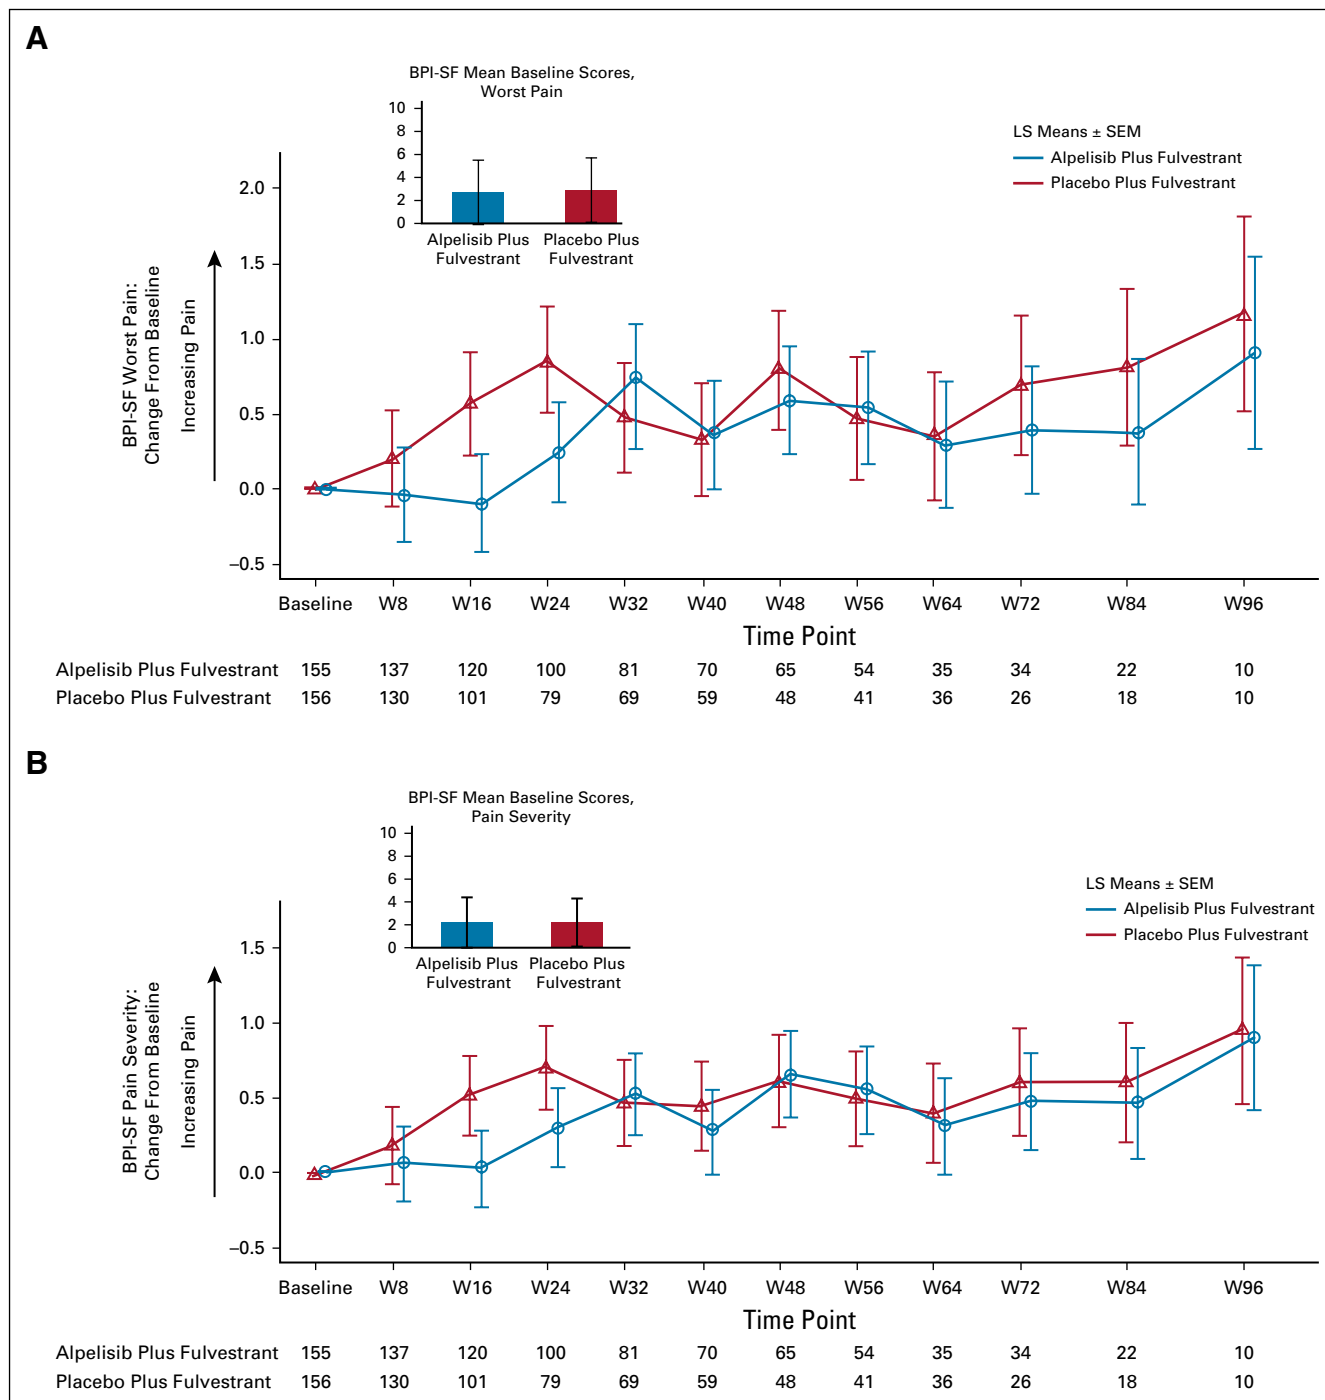 A
BPI-SF Mean Baseline Scores,
Worst Pain
10
8
6
4
2
0
Alpelisib Plus
Fulvestrant
Placebo Plus
Fulvestrant
LS Means ± SEM
Alpelisib Plus Fulvestrant
Placebo Plus Fulvestrant
BPI-SF Worst Pain:
Change From Baseline
Increasing Pain
2.0
1.5
1.0
0.5
0.0
–0.5
Baseline W8 W16 W24 W32 W40 W48 W56 W64 W72 W84 W96
Time Point
Alpelisib Plus Fulvestrant 155 137 120 100 81 70 65 54 35 34 22 10
Placebo Plus Fulvestrant 156 130 101 79 69 59 48 41 36 26 18 10
B
BPI-SF Mean Baseline Scores,
Pain Severity
10
8
6
4
2
0
Alpelisib Plus
Fulvestrant
Placebo Plus
Fulvestrant
LS Means ± SEM
Alpelisib Plus Fulvestrant
Placebo Plus Fulvestrant
BPI-SF Pain Severity:
Change From Baseline
Increasing Pain
1.5
1.0
0.5
0.0
–0.5
Baseline W8 W16 W24 W32 W40 W48 W56 W64 W72 W84 W96
Time Point
Alpelisib Plus Fulvestrant 155 137 120 100 81 70 65 54 35 34 22 10
Placebo Plus Fulvestrant 156 130 101 79 69 59 48 41 36 26 18 10